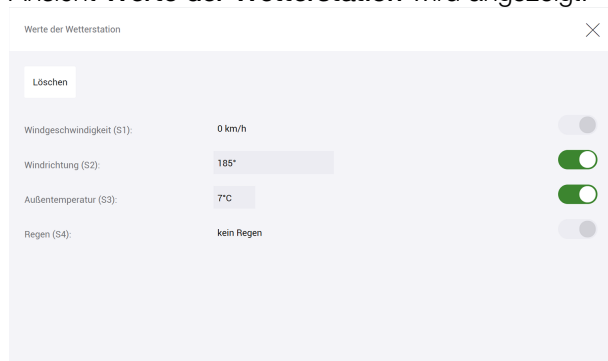 Ansicht Werte der Wetterstation wird angezeigt.
Werte der Wetterstation
Löschen
Windgeschwindigkeit (S1): 0 km/h
Windrichtung (S2): 185°
Außentemperatur (S3): 7°C
Regen (S4): kein Regen